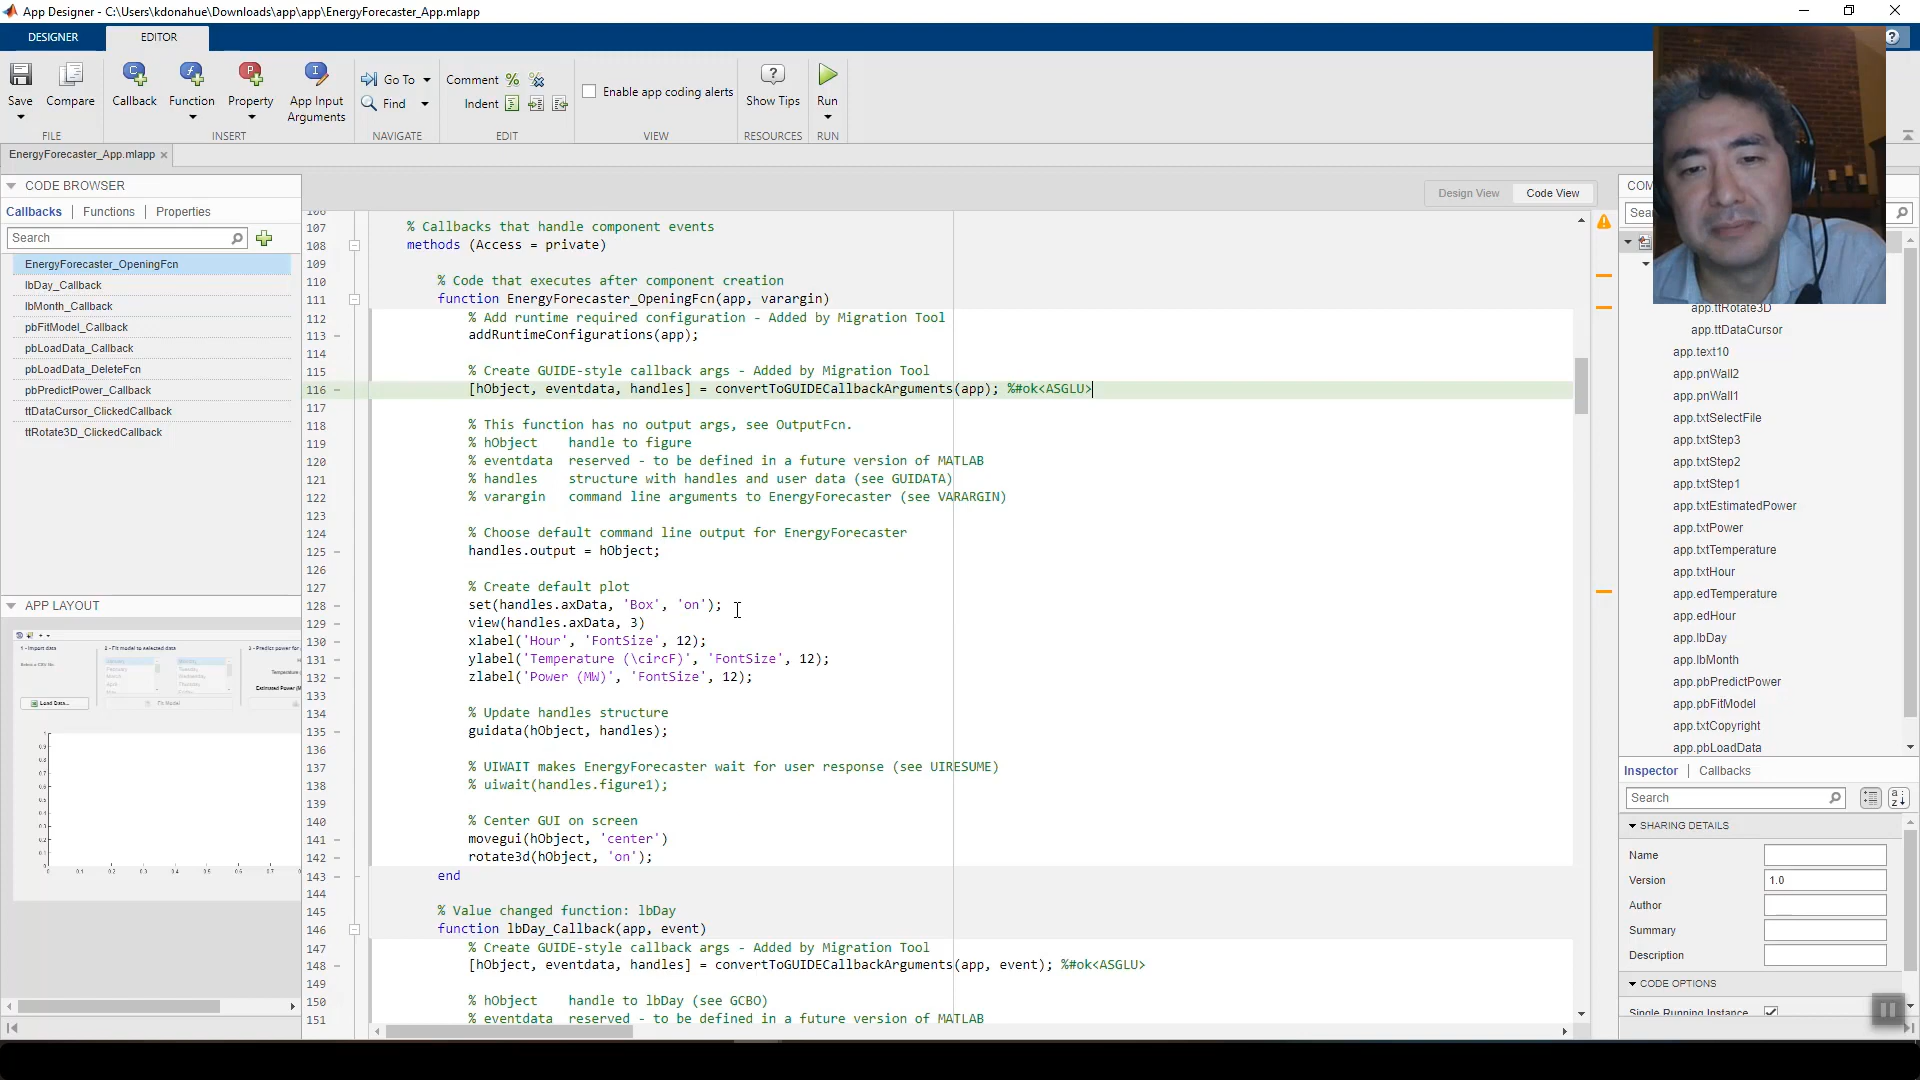 App Designer - C:\Users\kdonahue\Downloads\app\app\EnergyForecaster_App.mlapp
DESIGNER
EDITOR
Save
Compare
Callback
Function
Property
App Input
Arguments
Go To
Find
Comment
Indent
Enable app coding alerts
Show Tips
Run
FILE
INSERT
NAVIGATE
EDIT
VIEW
RESOURCES
RUN
EnergyForecaster_App.mlapp
CODE BROWSER
Callbacks
Functions
Properties
Search
EnergyForecaster_OpeningFcn
lbDay_Callback
lbMonth_Callback
pbFitModel_Callback
pbLoadData_Callback
pbLoadData_DeleteFcn
pbPredictPower_Callback
ttDataCursor_ClickedCallback
ttRotate3D_ClickedCallback
APP LAYOUT
1 - Import data
2 - Fit model to selected data
Load Data...
Fit Model
Design View
Code View
107 % Callbacks that handle component events
108 methods (Access = private)
109
110 % Code that executes after component creation
111 function EnergyForecaster_OpeningFcn(app, varargin)
112 % Add runtime required configuration - Added by Migration Tool
113 addRuntimeConfigurations(app);
114
115 % Create GUIDE-style callback args - Added by Migration Tool
116 [hObject, eventdata, handles] = convertToGUIDECallbackArguments(app); %#ok<ASGLU>
117
118 % This function has no output args, see OutputFcn.
119 % hObject    handle to figure
120 % eventdata  reserved - to be defined in a future version of MATLAB
121 % handles    structure with handles and user data (see GUIDATA)
122 % varargin   command line arguments to EnergyForecaster (see VARARGIN)
123
124 % Choose default command line output for EnergyForecaster
125 handles.output = hObject;
126
127 % Create default plot
128 set(handles.axData, 'Box', 'on');
129 view(handles.axData, 3)
130 xlabel('Hour', 'FontSize', 12);
131 ylabel('Temperature (\circF)', 'FontSize', 12);
132 zlabel('Power (MW)', 'FontSize', 12);
133
134 % Update handles structure
135 guidata(hObject, handles);
136
137 % UIWAIT makes EnergyForecaster wait for user response (see UIRESUME)
138 % uiwait(handles.figure1);
139
140 % Center GUI on screen
141 movegui(hObject, 'center')
142 rotate3d(hObject, 'on');
143 end
144
145 % Value changed function: lbDay
146 function lbDay_Callback(app, event)
147 % Create GUIDE-style callback args - Added by Migration Tool
148 [hObject, eventdata, handles] = convertToGUIDECallbackArguments(app, event); %#ok<ASGLU>
149
150 % hObject    handle to lbDay (see GCBO)
151 % eventdata  reserved - to be defined in a future version of MATLAB
app.ttRotate3D
app.ttDataCursor
app.text10
app.pnWall2
app.pnWall1
app.txtSelectFile
app.txtStep3
app.txtStep2
app.txtStep1
app.txtEstimatedPower
app.txtPower
app.txtTemperature
app.txtHour
app.edTemperature
app.edHour
app.lbDay
app.lbMonth
app.pbPredictPower
app.pbFitModel
app.txtCopyright
app.pbLoadData
Inspector
Callbacks
Search
SHARING DETAILS
Name
Version 1.0
Author
Summary
Description
CODE OPTIONS
Single Running Instance